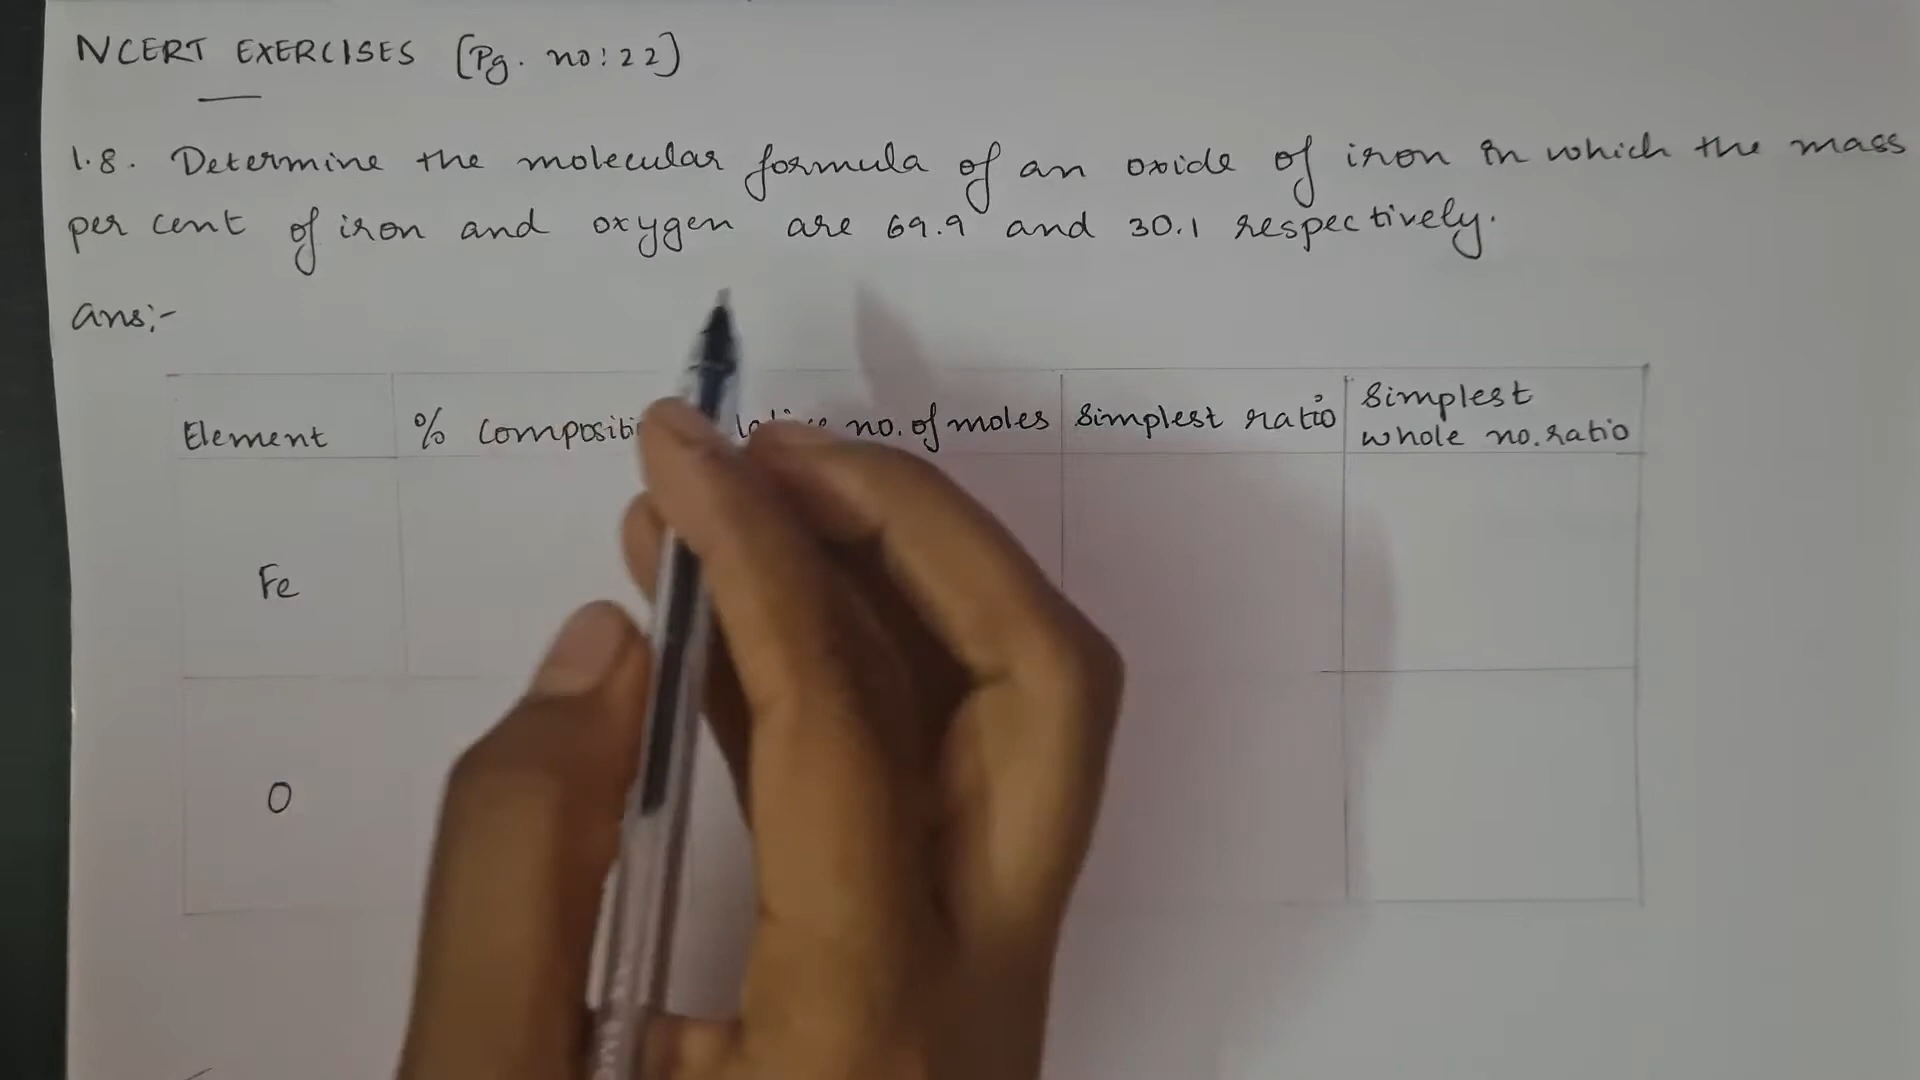 NCERT EXERCISES [Pg. no: 22]
1.8. Determine the molecular formula of an oxide of iron in which the mass
per cent of iron and oxygen are 69.9 and 30.1 respectively.
ans:-
Element % no. of moles Simplest ratio Simplest whole no. ratio
Fe
O